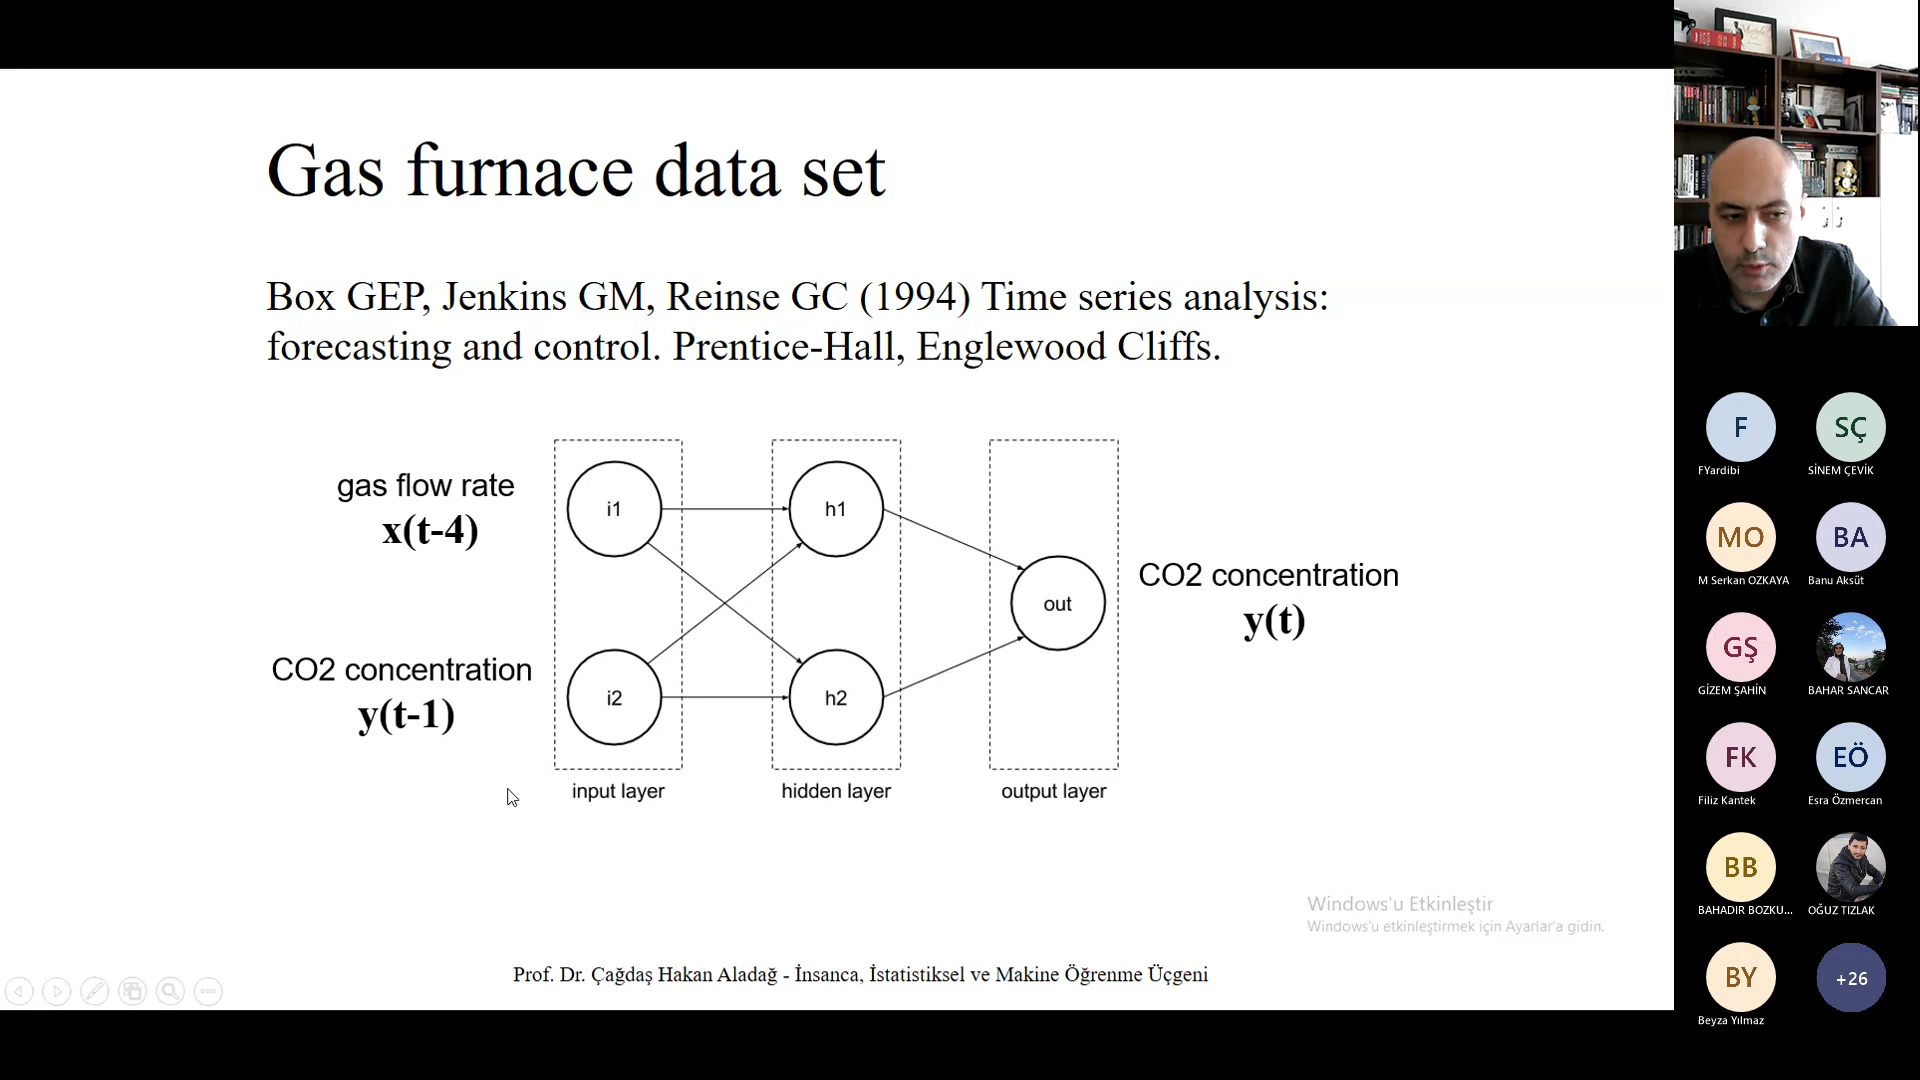 Gas furnace data set
Box GEP, Jenkins GM, Reinse GC (1994) Time series analysis:
forecasting and control. Prentice-Hall, Englewood Cliffs.
gas flow rate
x(t-4)
CO2 concentration
y(t-1)
i1
i2
h1
h2
out
CO2 concentration
y(t)
input layer
hidden layer
output layer
Windows'u Etkinleştir
Windows'u etkinleştirmek için Ayarlar'a gidin.
Prof. Dr. Çağdaş Hakan Aladağ - İnsanca, İstatistiksel ve Makine Öğrenme Üçgeni
F
FYardibi
SÇ
SİNEM ÇEVİK
MO
M Serkan OZKAYA
BA
Banu Aksüt
GŞ
GİZEM ŞAHİN
BAHAR SANCAR
FK
Filiz Kantek
EÖ
Esra Özmercan
BB
BAHADIR BOZKU...
OĞUZ TIZLAK
BY
Beyza Yılmaz
+26